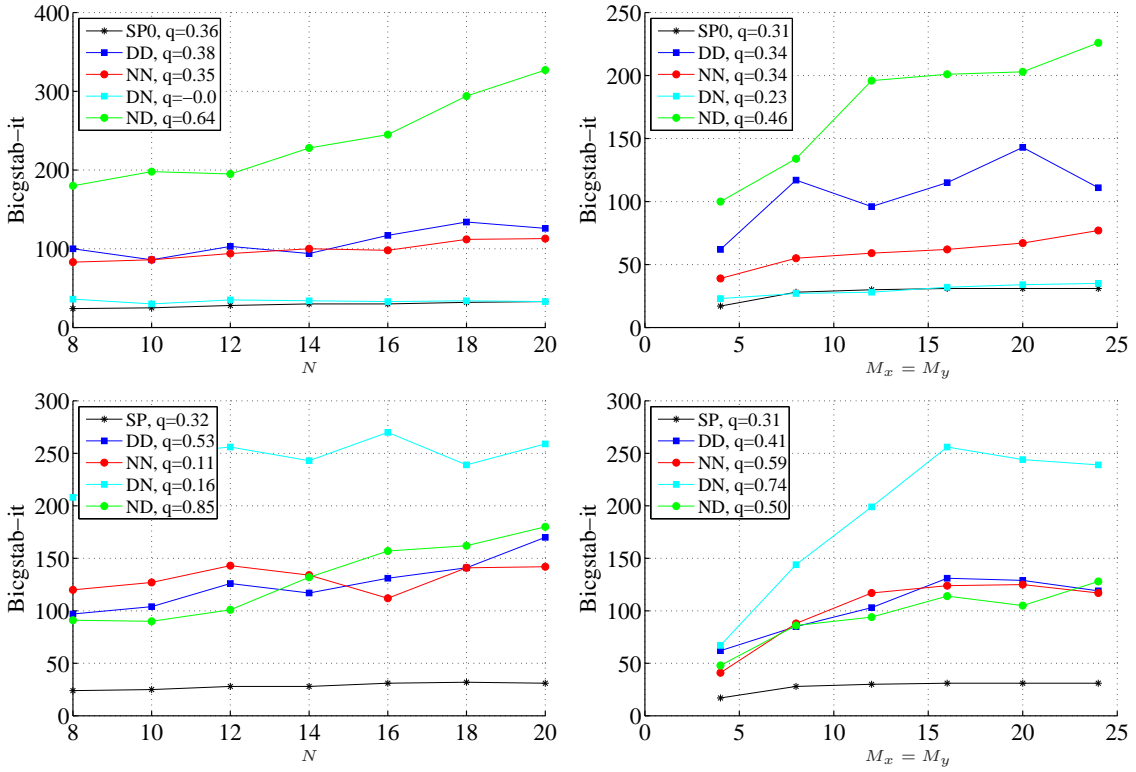 400
300
200
100
0
Bicgstab−it
SP0, q=0.36
DD, q=0.38
NN, q=0.35
DN, q=−0.0
ND, q=0.64
8 10 12 14 16 18 20
N
250
200
150
100
50
0
Bicgstab−it
SP0, q=0.31
DD, q=0.34
NN, q=0.34
DN, q=0.23
ND, q=0.46
0 5 10 15 20 25
M_x = M_y
300
250
200
150
100
50
0
Bicgstab−it
SP, q=0.32
DD, q=0.53
NN, q=0.11
DN, q=0.16
ND, q=0.85
8 10 12 14 16 18 20
N
300
250
200
150
100
50
0
Bicgstab−it
SP, q=0.31
DD, q=0.41
NN, q=0.59
DN, q=0.74
ND, q=0.50
0 5 10 15 20 25
M_x = M_y